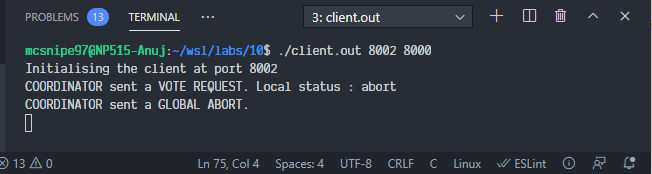 PROBLEMS 13 TERMINAL ... 3: client.out
mcsnipe97@NP515-Anuj:~/wsl/labs/10$ ./client.out 8002 8000
Initialising the client at port 8002
COORDINATOR sent a VOTE REQUEST. Local status : abort
COORDINATOR sent a GLOBAL ABORT.
13 0 Ln 75, Col 4 Spaces: 4 UTF-8 CRLF C Linux ESLint